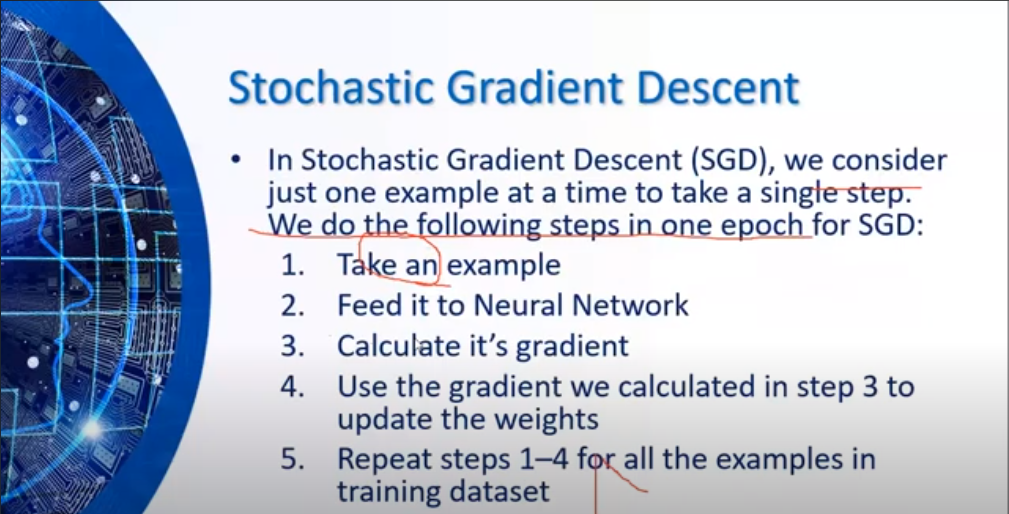 Stochastic Gradient Descent
• In Stochastic Gradient Descent (SGD), we consider
just one example at a time to take a single step.
We do the following steps in one epoch for SGD:
1. Take an example
2. Feed it to Neural Network
3. Calculate it’s gradient
4. Use the gradient we calculated in step 3 to
update the weights
5. Repeat steps 1–4 for all the examples in
training dataset